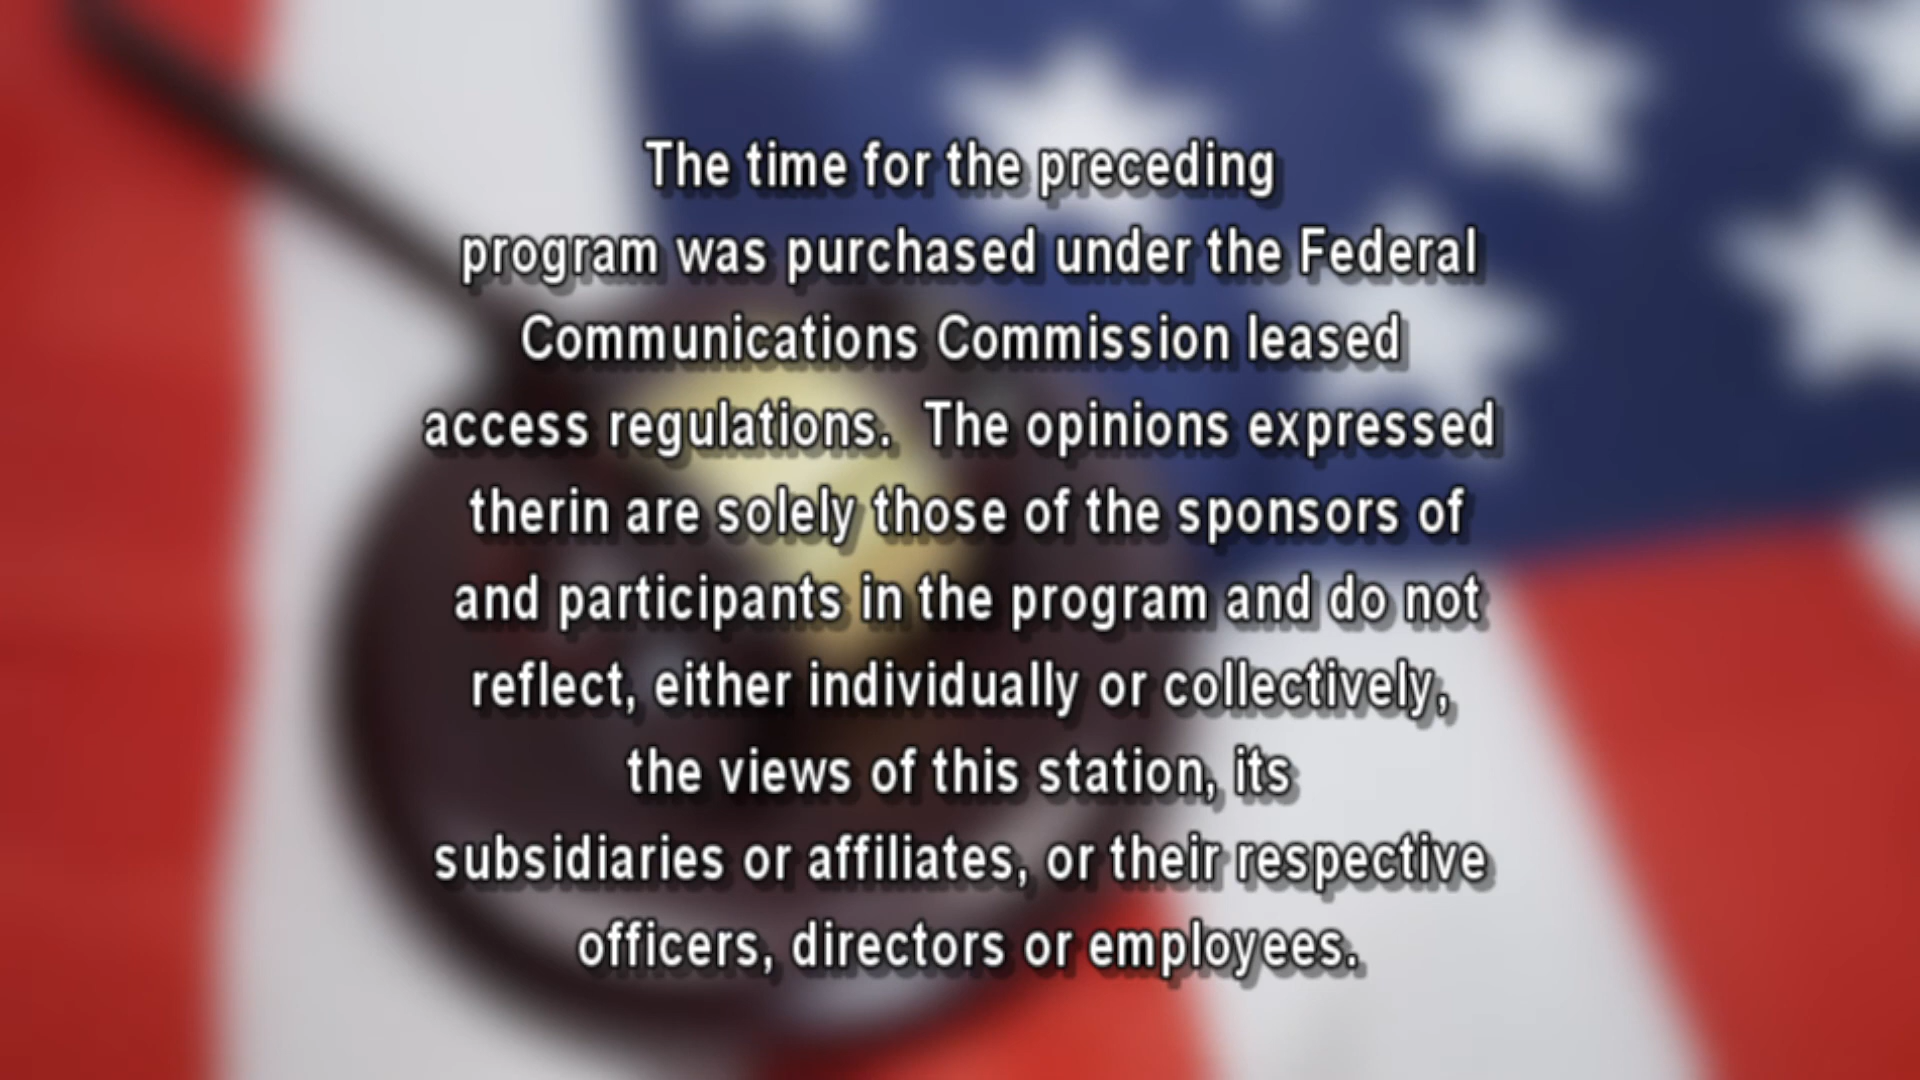 The time for the preceding
program was purchased under the Federal
Communications Commission leased
access regulations.  The opinions expressed
therin are solely those of the sponsors of
and participants in the program and do not
reflect, either individually or collectively,
the views of this station, its
subsidiaries or affiliates, or their respective
officers, directors or employees.